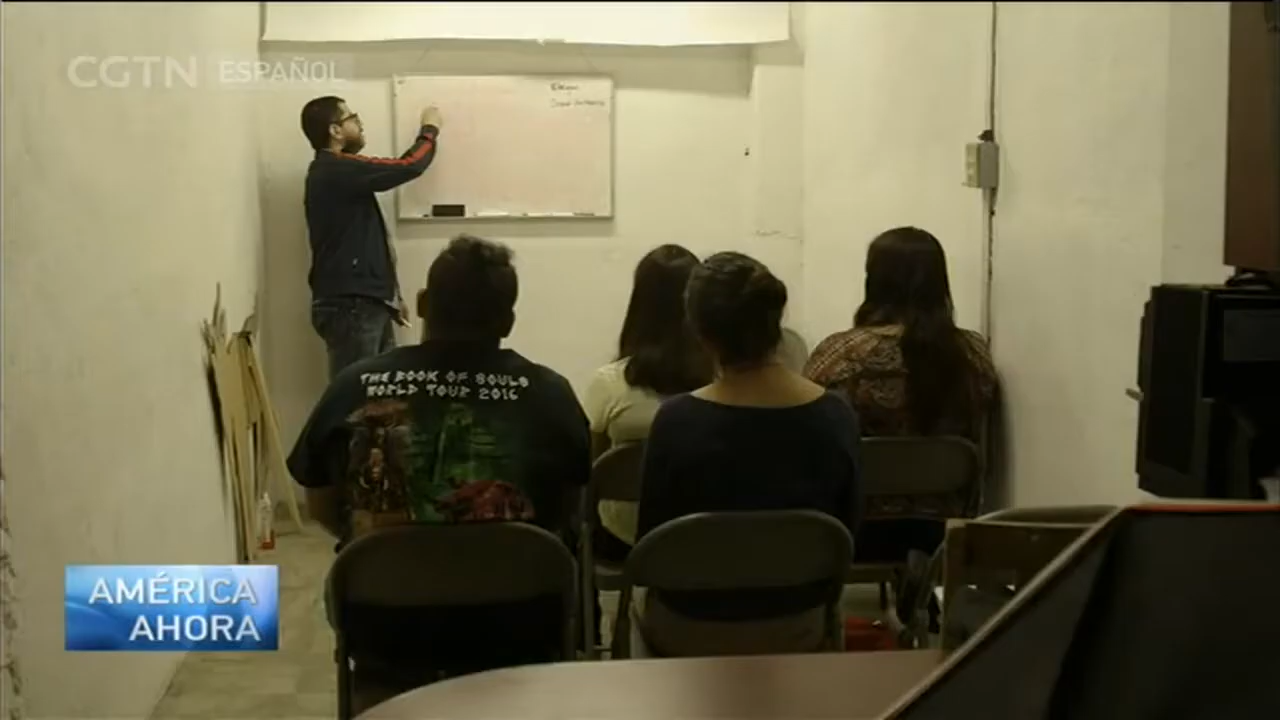 CGTN ESPAÑOL
THE BOOK OF SOULS
WORLD TOUR 2016
AMÉRICA
AHORA